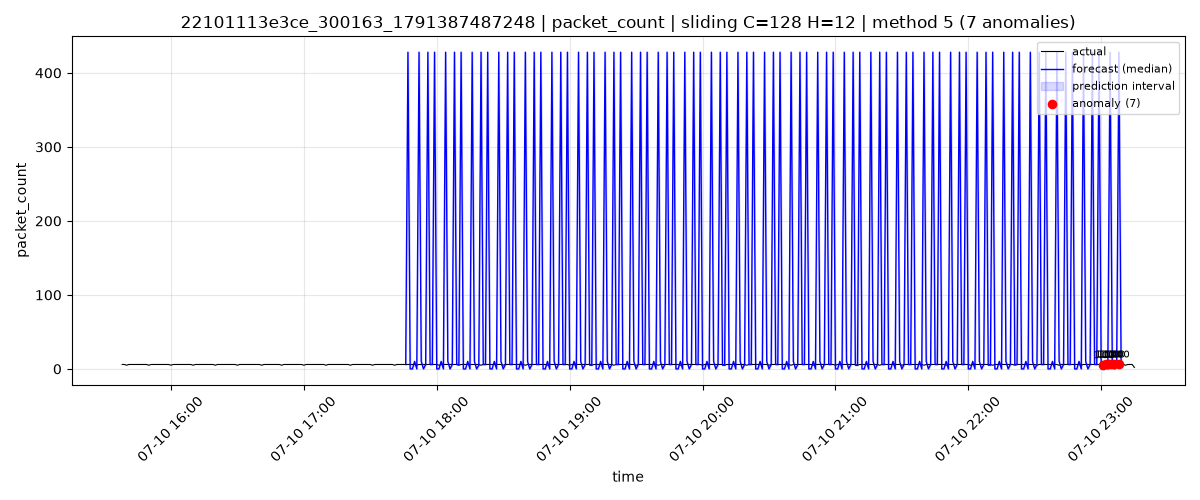 22101113e3ce_300163_1791387487248 | packet_count | sliding C=128 H=12 | method 5 (7 anomalies)
actual
forecast (median)
prediction interval
anomaly (7)
400
300
200
100
0
packet_count
07-10 16:00
07-10 17:00
07-10 18:00
07-10 19:00
07-10 20:00
07-10 21:00
07-10 22:00
07-10 23:00
time